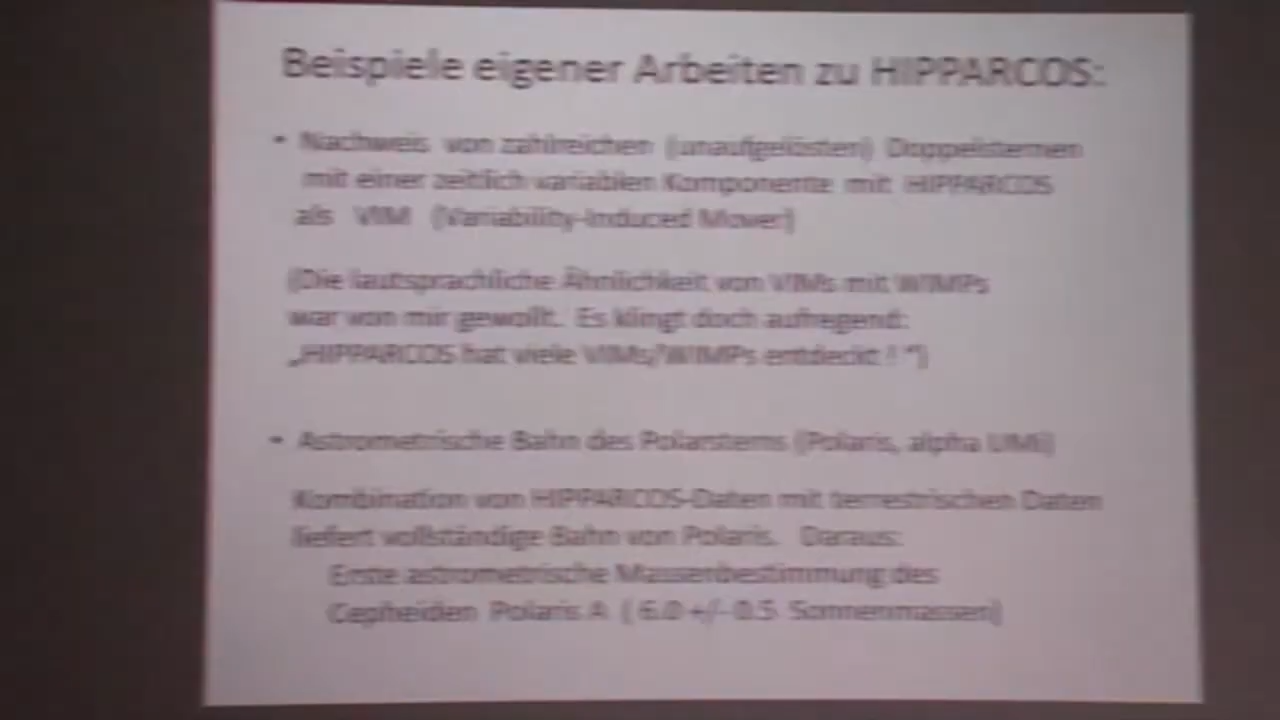 Beispiele eigener Arbeiten zu HIPPARCOS:
• Nachweis von zahlreichen (unaufgelösten) Doppelsternen
mit einer zeitlich variablen Komponente mit HIPPARCOS
als VIM (Variability-Induced Mover)
(Die lautsprachliche Ähnlichkeit von VIMs mit WIMPs
war von mir gewollt. Es klingt doch aufregend:
„HIPPARCOS hat viele VIMs/WIMPs entdeckt ! “)
• Astrometrische Bahn des Polarsterns (Polaris, alpha UMi)
Kombination von HIPPARCOS-Daten mit terrestrischen Daten
liefert vollständige Bahn von Polaris. Daraus:
Erste astrometrische Massenbestimmung des
Cepheiden Polaris A ( 6.0 +/- 0.5 Sonnenmassen)